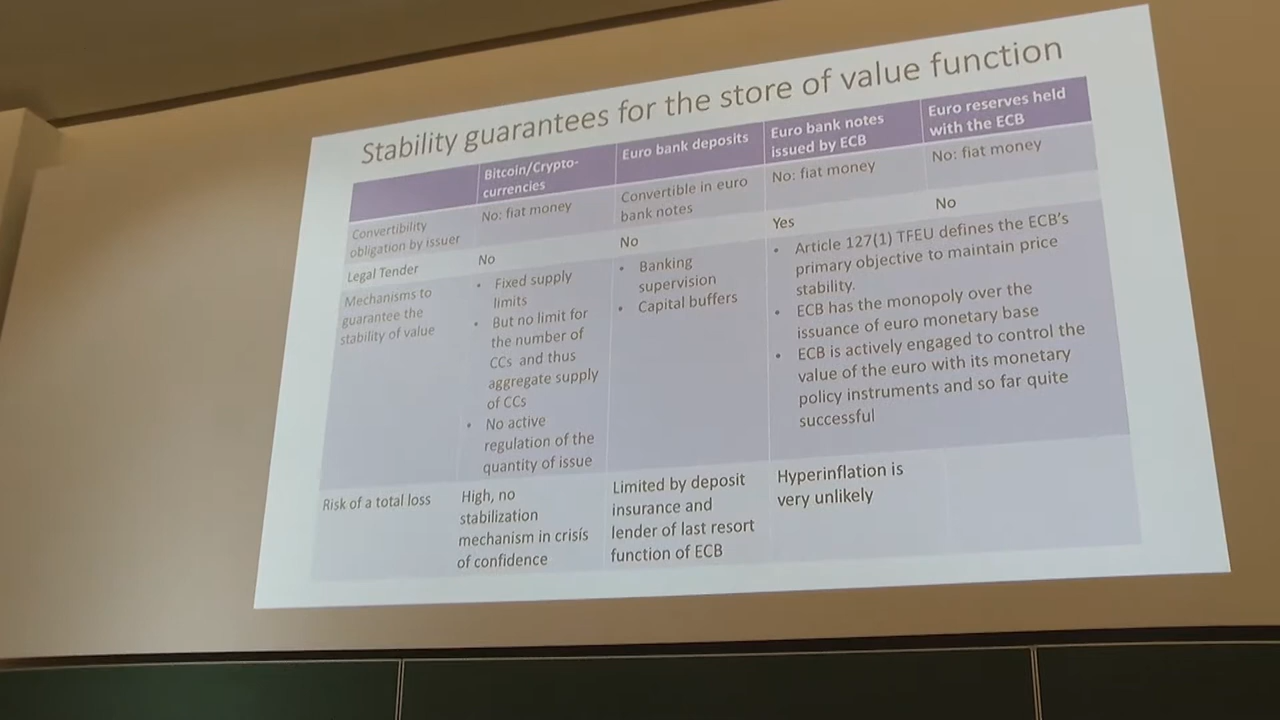 Stability guarantees for the store of value function
Bitcoin/Crypto-
currencies
Euro bank deposits
Euro bank notes
issued by ECB
Euro reserves held
with the ECB
Convertibility
obligation by issuer
No: fiat money
Convertible in euro
bank notes
No: fiat money
No: fiat money
Legal Tender
No
No
Yes
No
Mechanisms to
guarantee the
stability of value
• Fixed supply
limits
• But no limit for
the number of
CCs and thus
aggregate supply
of CCs
• No active
regulation of the
quantity of issue
• Banking
supervision
• Capital buffers
• Article 127(1) TFEU defines the ECB's
primary objective to maintain price
stability.
• ECB has the monopoly over the
issuance of euro monetary base
• ECB is actively engaged to control the
value of the euro with its monetary
policy instruments and so far quite
successful
Risk of a total loss
High, no
stabilization
mechanism in crisis
of confidence
Limited by deposit
insurance and
lender of last resort
function of ECB
Hyperinflation is
very unlikely